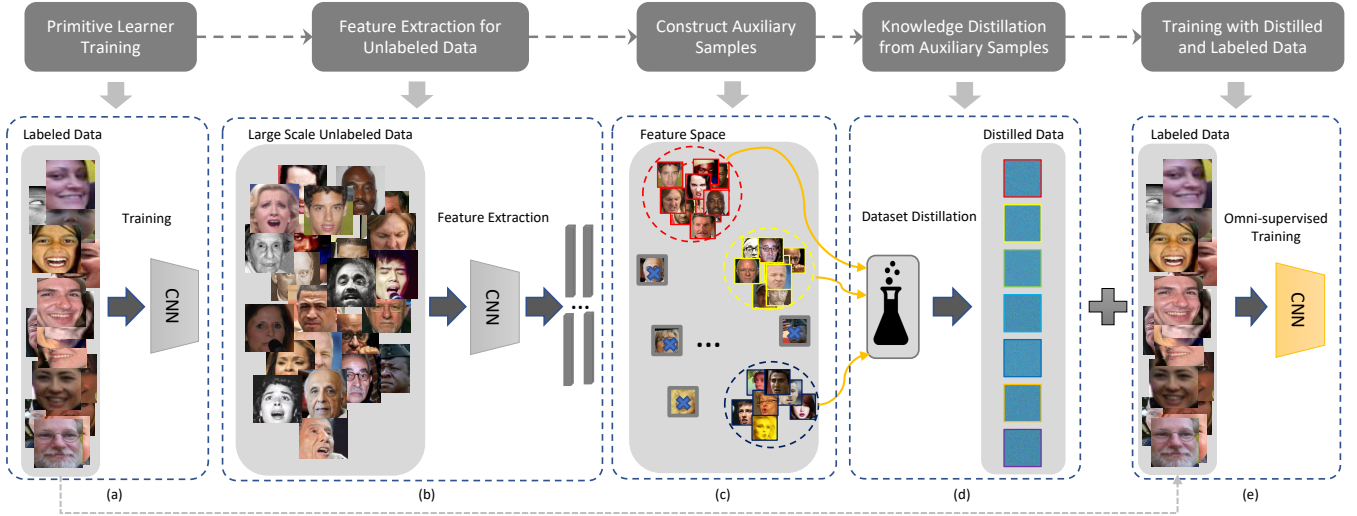 Primitive Learner
Training
Feature Extraction for
Unlabeled Data
Construct Auxiliary
Samples
Knowledge Distillation
from Auxiliary Samples
Training with Distilled
and Labeled Data
Labeled Data
Training
CNN
(a)
Large Scale Unlabeled Data
Feature Extraction
CNN
...
(b)
Feature Space
...
(c)
Dataset Distillation
Distilled Data
(d)
Labeled Data
Omni-supervised
Training
CNN
(e)